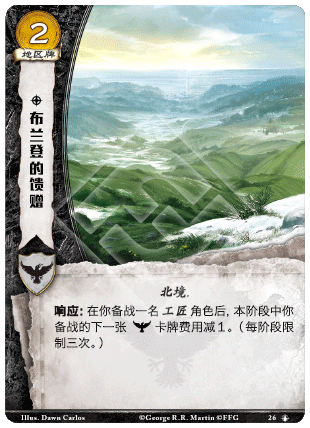 2
地区牌
布兰登的馈赠
北境.
响应: 在你备战一名 工匠 角色后, 本阶段中你
备战的下一张 卡牌费用减1。(每阶段限
制三次。)
Illus. Dawn Carlos ©George R.R. Martin ©FFG 26